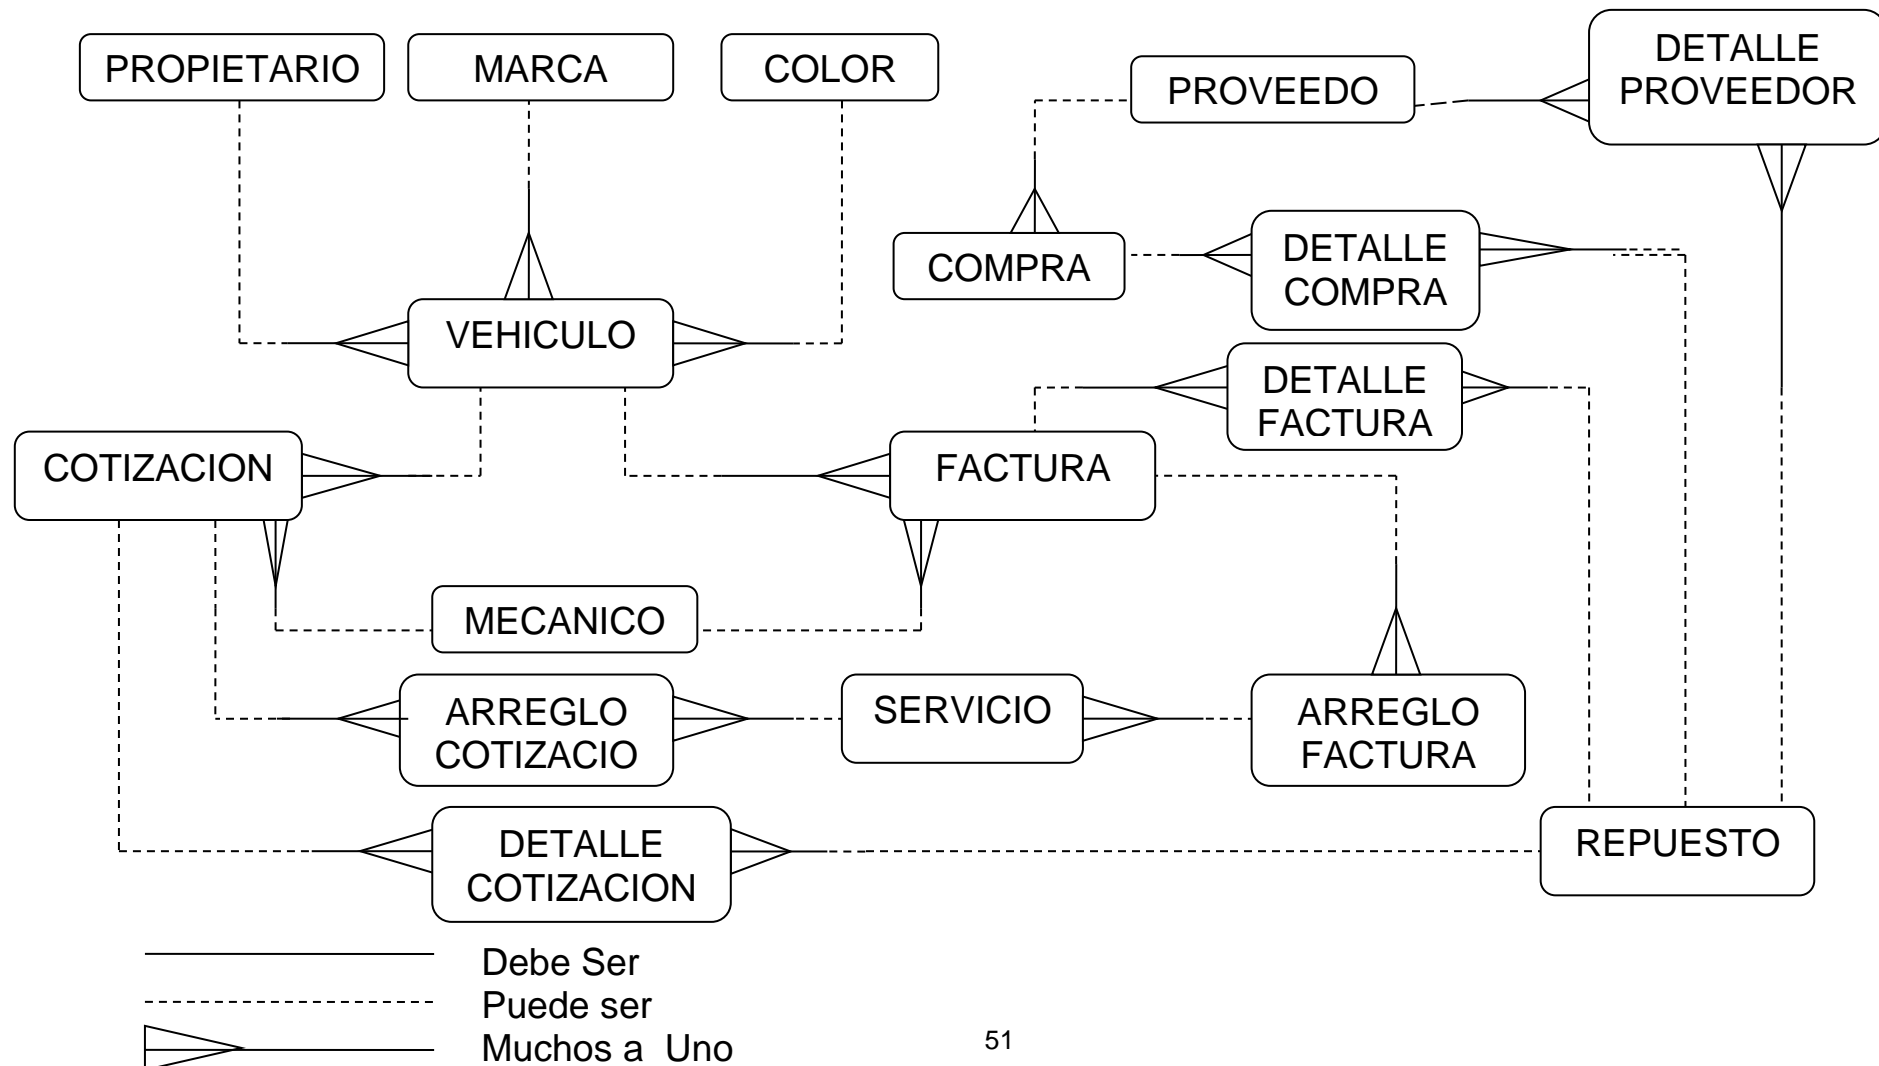 PROPIETARIO
MARCA
COLOR
PROVEEDO
DETALLE
PROVEEDOR
COMPRA
DETALLE
COMPRA
VEHICULO
DETALLE
FACTURA
COTIZACION
FACTURA
MECANICO
ARREGLO
COTIZACIO
SERVICIO
ARREGLO
FACTURA
DETALLE
COTIZACION
REPUESTO
Debe Ser
Puede ser
Muchos a Uno
51